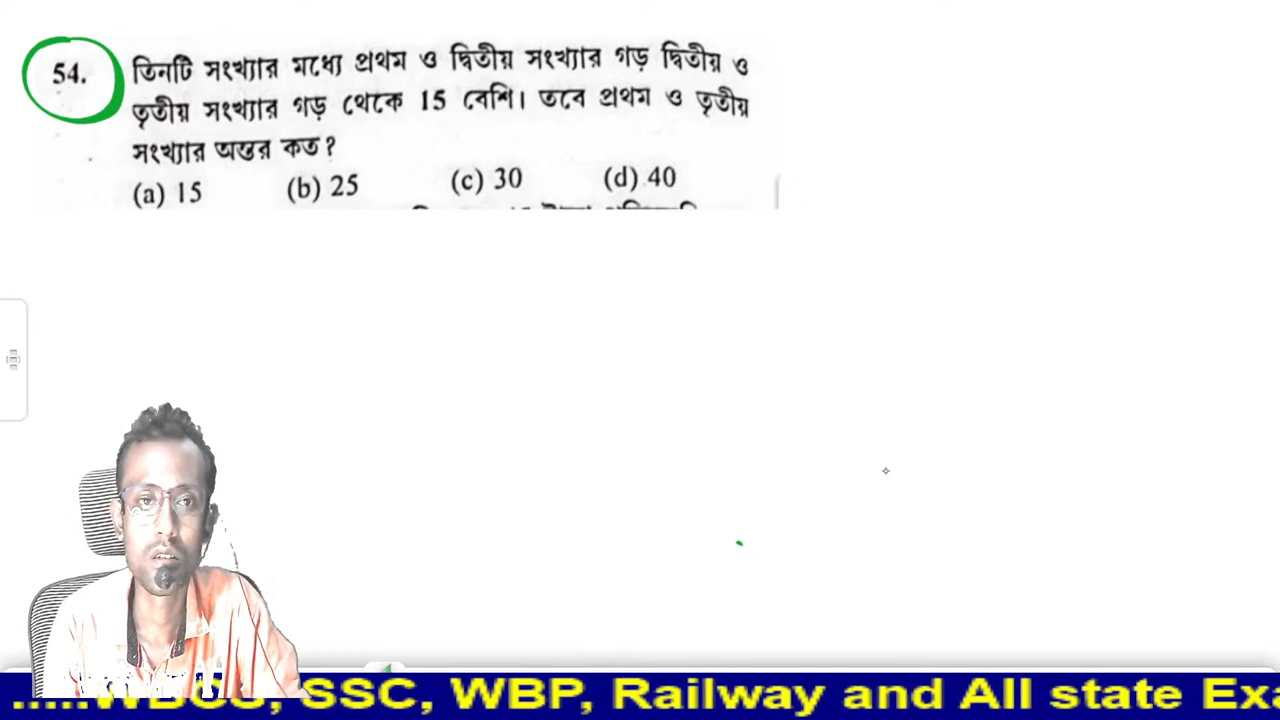 54. তিনটি সংখ্যার মধ্যে প্রথম ও দ্বিতীয় সংখ্যার গড় দ্বিতীয় ও
তৃতীয় সংখ্যার গড় থেকে 15 বেশি। তবে প্রথম ও তৃতীয়
সংখ্যার অন্তর কত?
(a) 15 (b) 25 (c) 30 (d) 40
.....WBCS, SSC, WBP, Railway and All state Exa